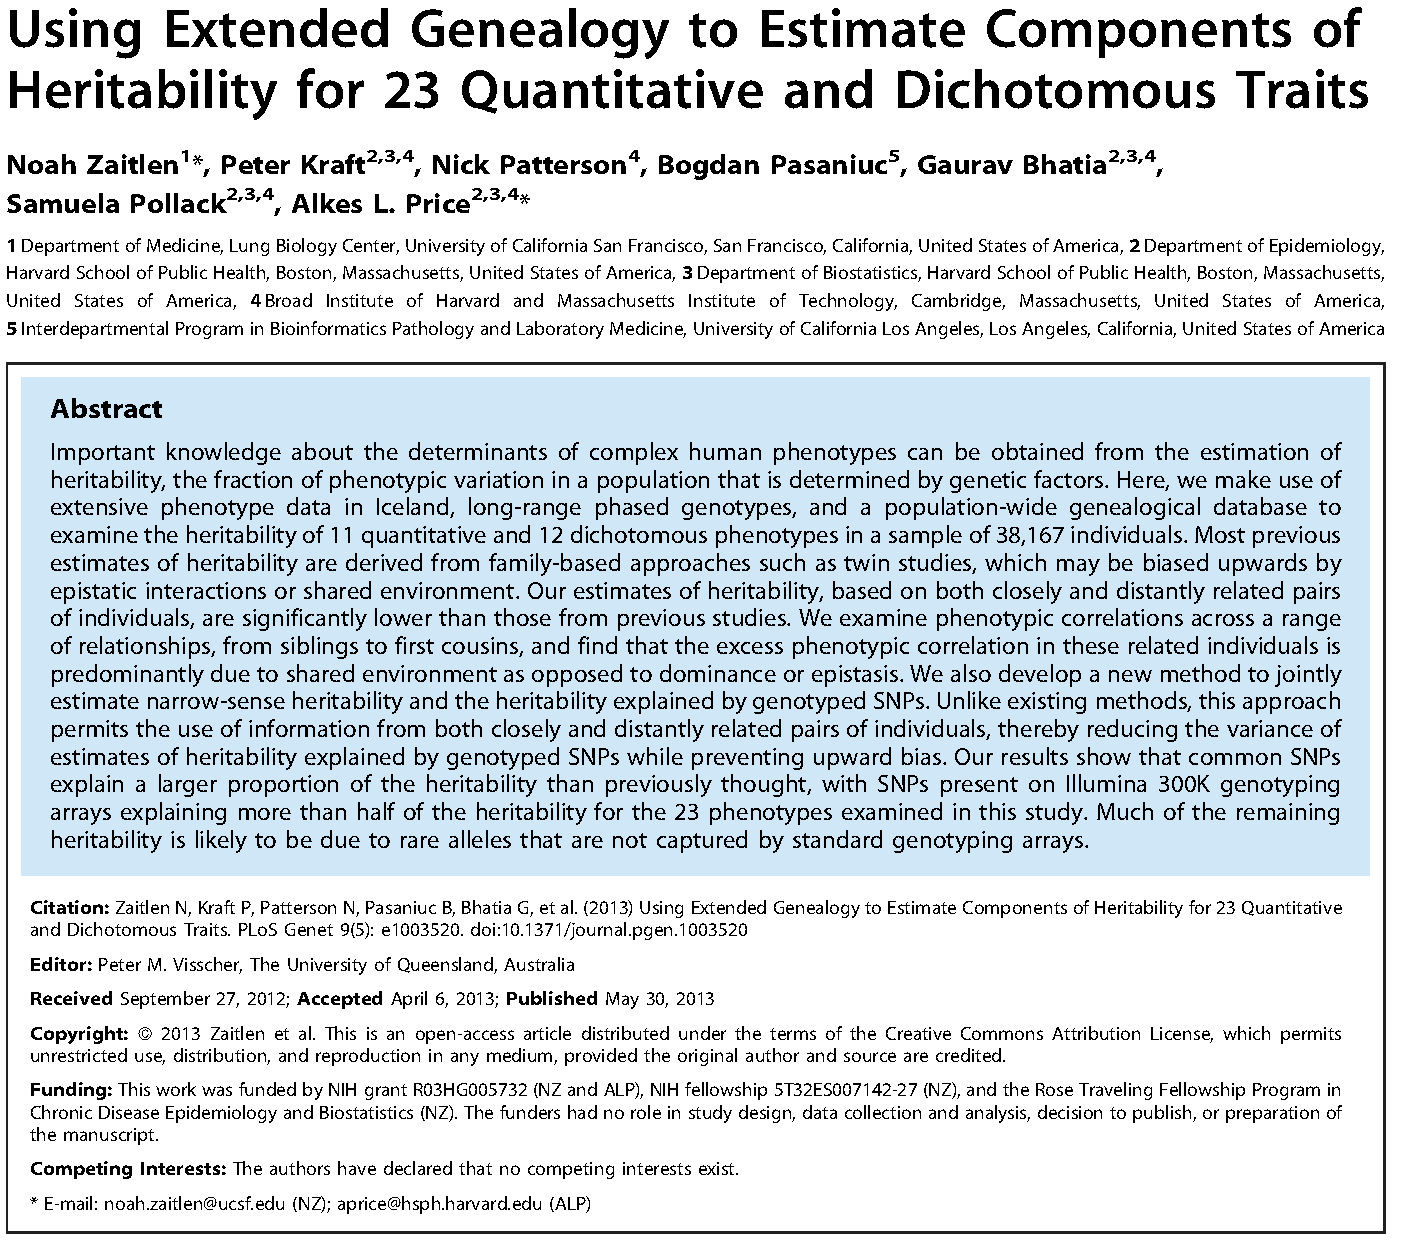 Using Extended Genealogy to Estimate Components of
Heritability for 23 Quantitative and Dichotomous Traits
Noah Zaitlen1*, Peter Kraft2,3,4, Nick Patterson4, Bogdan Pasaniuc5, Gaurav Bhatia2,3,4,
Samuela Pollack2,3,4, Alkes L. Price2,3,4*
1 Department of Medicine, Lung Biology Center, University of California San Francisco, San Francisco, California, United States of America, 2 Department of Epidemiology,
Harvard School of Public Health, Boston, Massachusetts, United States of America, 3 Department of Biostatistics, Harvard School of Public Health, Boston, Massachusetts,
United States of America, 4 Broad Institute of Harvard and Massachusetts Institute of Technology, Cambridge, Massachusetts, United States of America,
5 Interdepartmental Program in Bioinformatics Pathology and Laboratory Medicine, University of California Los Angeles, Los Angeles, California, United States of America
Abstract
Important knowledge about the determinants of complex human phenotypes can be obtained from the estimation of
heritability, the fraction of phenotypic variation in a population that is determined by genetic factors. Here, we make use of
extensive phenotype data in Iceland, long-range phased genotypes, and a population-wide genealogical database to
examine the heritability of 11 quantitative and 12 dichotomous phenotypes in a sample of 38,167 individuals. Most previous
estimates of heritability are derived from family-based approaches such as twin studies, which may be biased upwards by
epistatic interactions or shared environment. Our estimates of heritability, based on both closely and distantly related pairs
of individuals, are significantly lower than those from previous studies. We examine phenotypic correlations across a range
of relationships, from siblings to first cousins, and find that the excess phenotypic correlation in these related individuals is
predominantly due to shared environment as opposed to dominance or epistasis. We also develop a new method to jointly
estimate narrow-sense heritability and the heritability explained by genotyped SNPs. Unlike existing methods, this approach
permits the use of information from both closely and distantly related pairs of individuals, thereby reducing the variance of
estimates of heritability explained by genotyped SNPs while preventing upward bias. Our results show that common SNPs
explain a larger proportion of the heritability than previously thought, with SNPs present on Illumina 300K genotyping
arrays explaining more than half of the heritability for the 23 phenotypes examined in this study. Much of the remaining
heritability is likely to be due to rare alleles that are not captured by standard genotyping arrays.
Citation: Zaitlen N, Kraft P, Patterson N, Pasaniuc B, Bhatia G, et al. (2013) Using Extended Genealogy to Estimate Components of Heritability for 23 Quantitative
and Dichotomous Traits. PLoS Genet 9(5): e1003520. doi:10.1371/journal.pgen.1003520
Editor: Peter M. Visscher, The University of Queensland, Australia
Received September 27, 2012; Accepted April 6, 2013; Published May 30, 2013
Copyright: © 2013 Zaitlen et al. This is an open-access article distributed under the terms of the Creative Commons Attribution License, which permits
unrestricted use, distribution, and reproduction in any medium, provided the original author and source are credited.
Funding: This work was funded by NIH grant R03HG005732 (NZ and ALP), NIH fellowship 5T32ES007142-27 (NZ), and the Rose Traveling Fellowship Program in
Chronic Disease Epidemiology and Biostatistics (NZ). The funders had no role in study design, data collection and analysis, decision to publish, or preparation of
the manuscript.
Competing Interests: The authors have declared that no competing interests exist.
* E-mail: noah.zaitlen@ucsf.edu (NZ); aprice@hsph.harvard.edu (ALP)